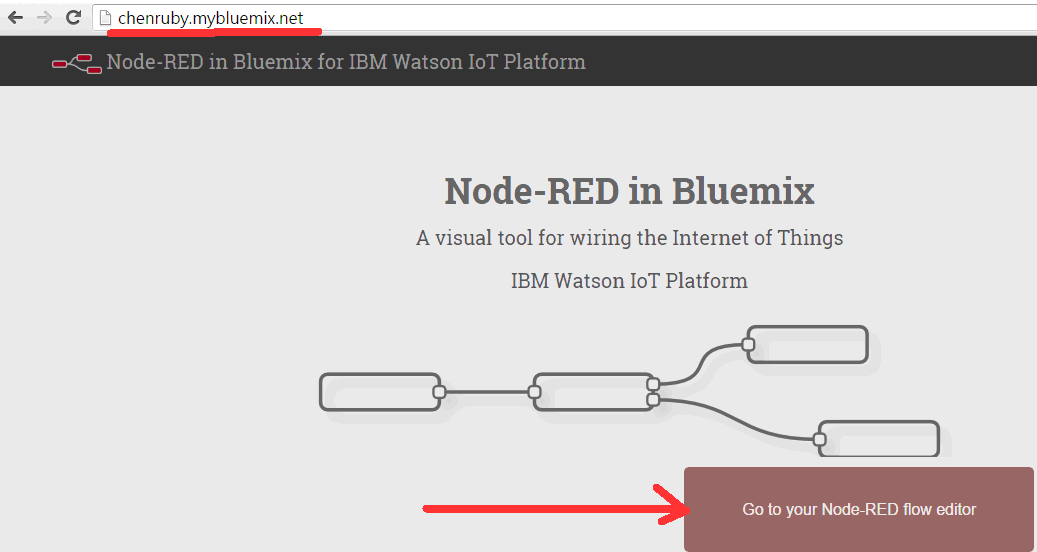 chenruby.mybluemix.net
Node-RED in Bluemix for IBM Watson IoT Platform
Node-RED in Bluemix
A visual tool for wiring the Internet of Things
IBM Watson IoT Platform
Go to your Node-RED flow editor